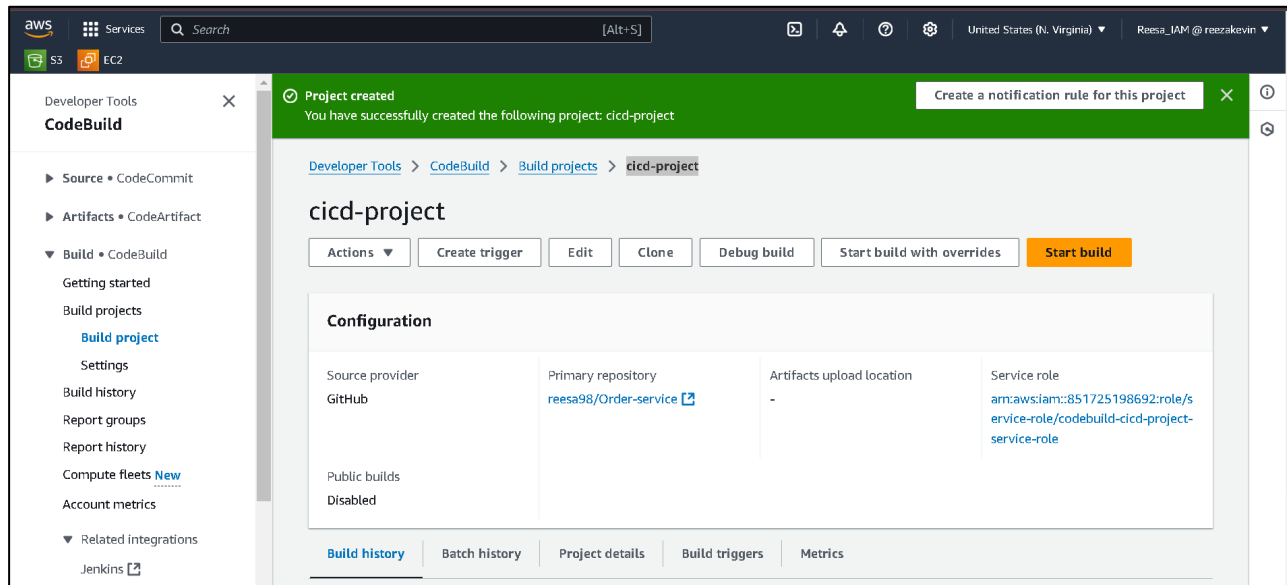 aws Services Search [Alt+S] United States (N. Virginia) ▼ Reesa_IAM @ reezakevin ▼
S3 EC2
Developer Tools
CodeBuild
Source • CodeCommit
Artifacts • CodeArtifact
Build • CodeBuild
Getting started
Build projects
Build project
Settings
Build history
Report groups
Report history
Compute fleets New
Account metrics
Related integrations
Jenkins
Project created
You have successfully created the following project: cicd-project
Create a notification rule for this project
Developer Tools > CodeBuild > Build projects > cicd-project
cicd-project
Actions ▼ Create trigger Edit Clone Debug build Start build with overrides Start build
Configuration
Source provider
GitHub
Primary repository
reesa98/Order-service
Artifacts upload location
-
Service role
arn:aws:iam::851725198692:role/s
ervice-role/codebuild-cicd-project-
service-role
Public builds
Disabled
Build history Batch history Project details Build triggers Metrics